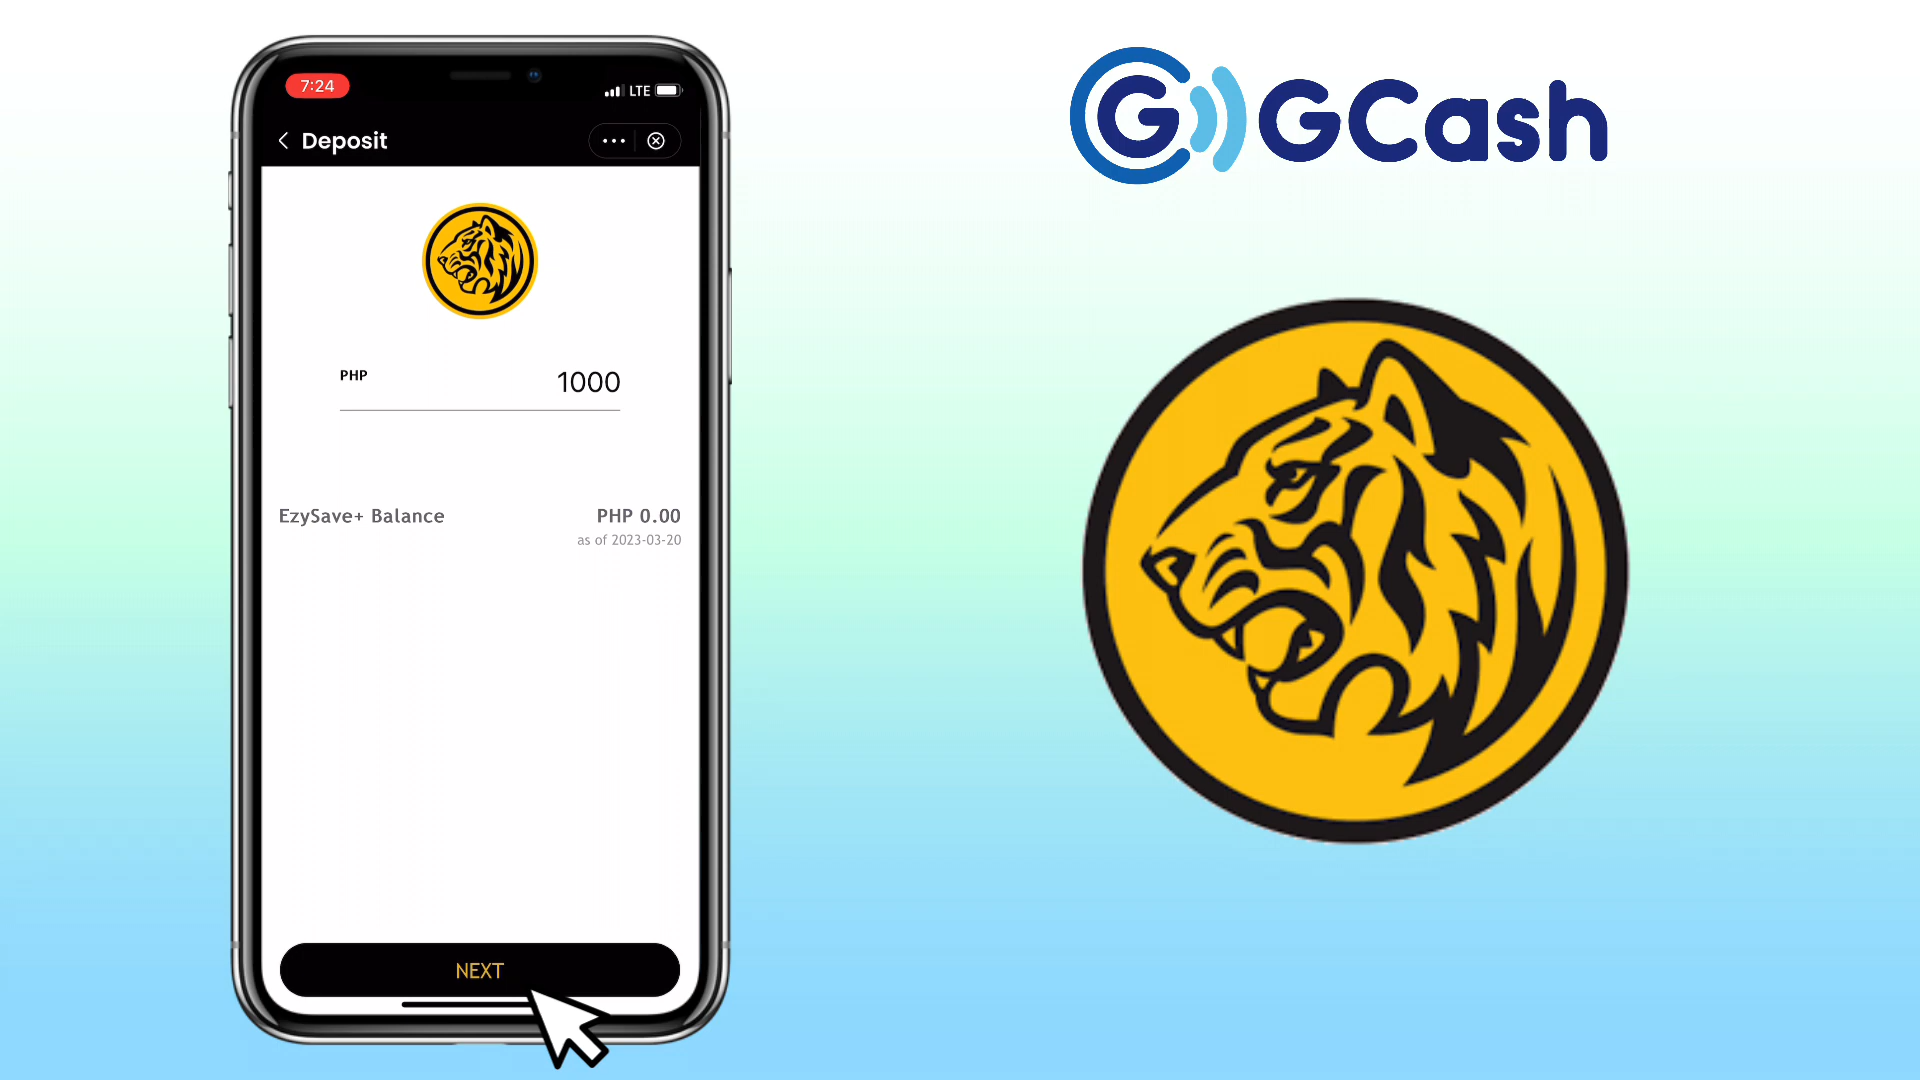 7:24
LTE
Deposit
PHP
1000
EzySave+ Balance
PHP 0.00
as of 2023-03-20
NEXT
GCash